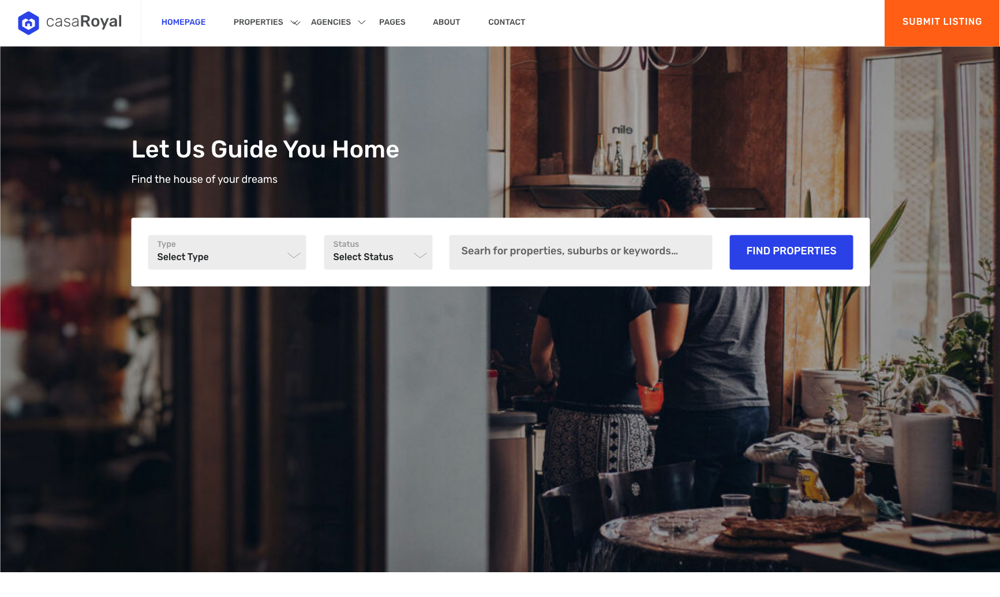 casaRoyal
HOMEPAGE PROPERTIES AGENCIES PAGES ABOUT CONTACT
SUBMIT LISTING
elin
Let Us Guide You Home
Find the house of your dreams
Type
Select Type
Status
Select Status
Searh for properties, suburbs or keywords...
FIND PROPERTIES